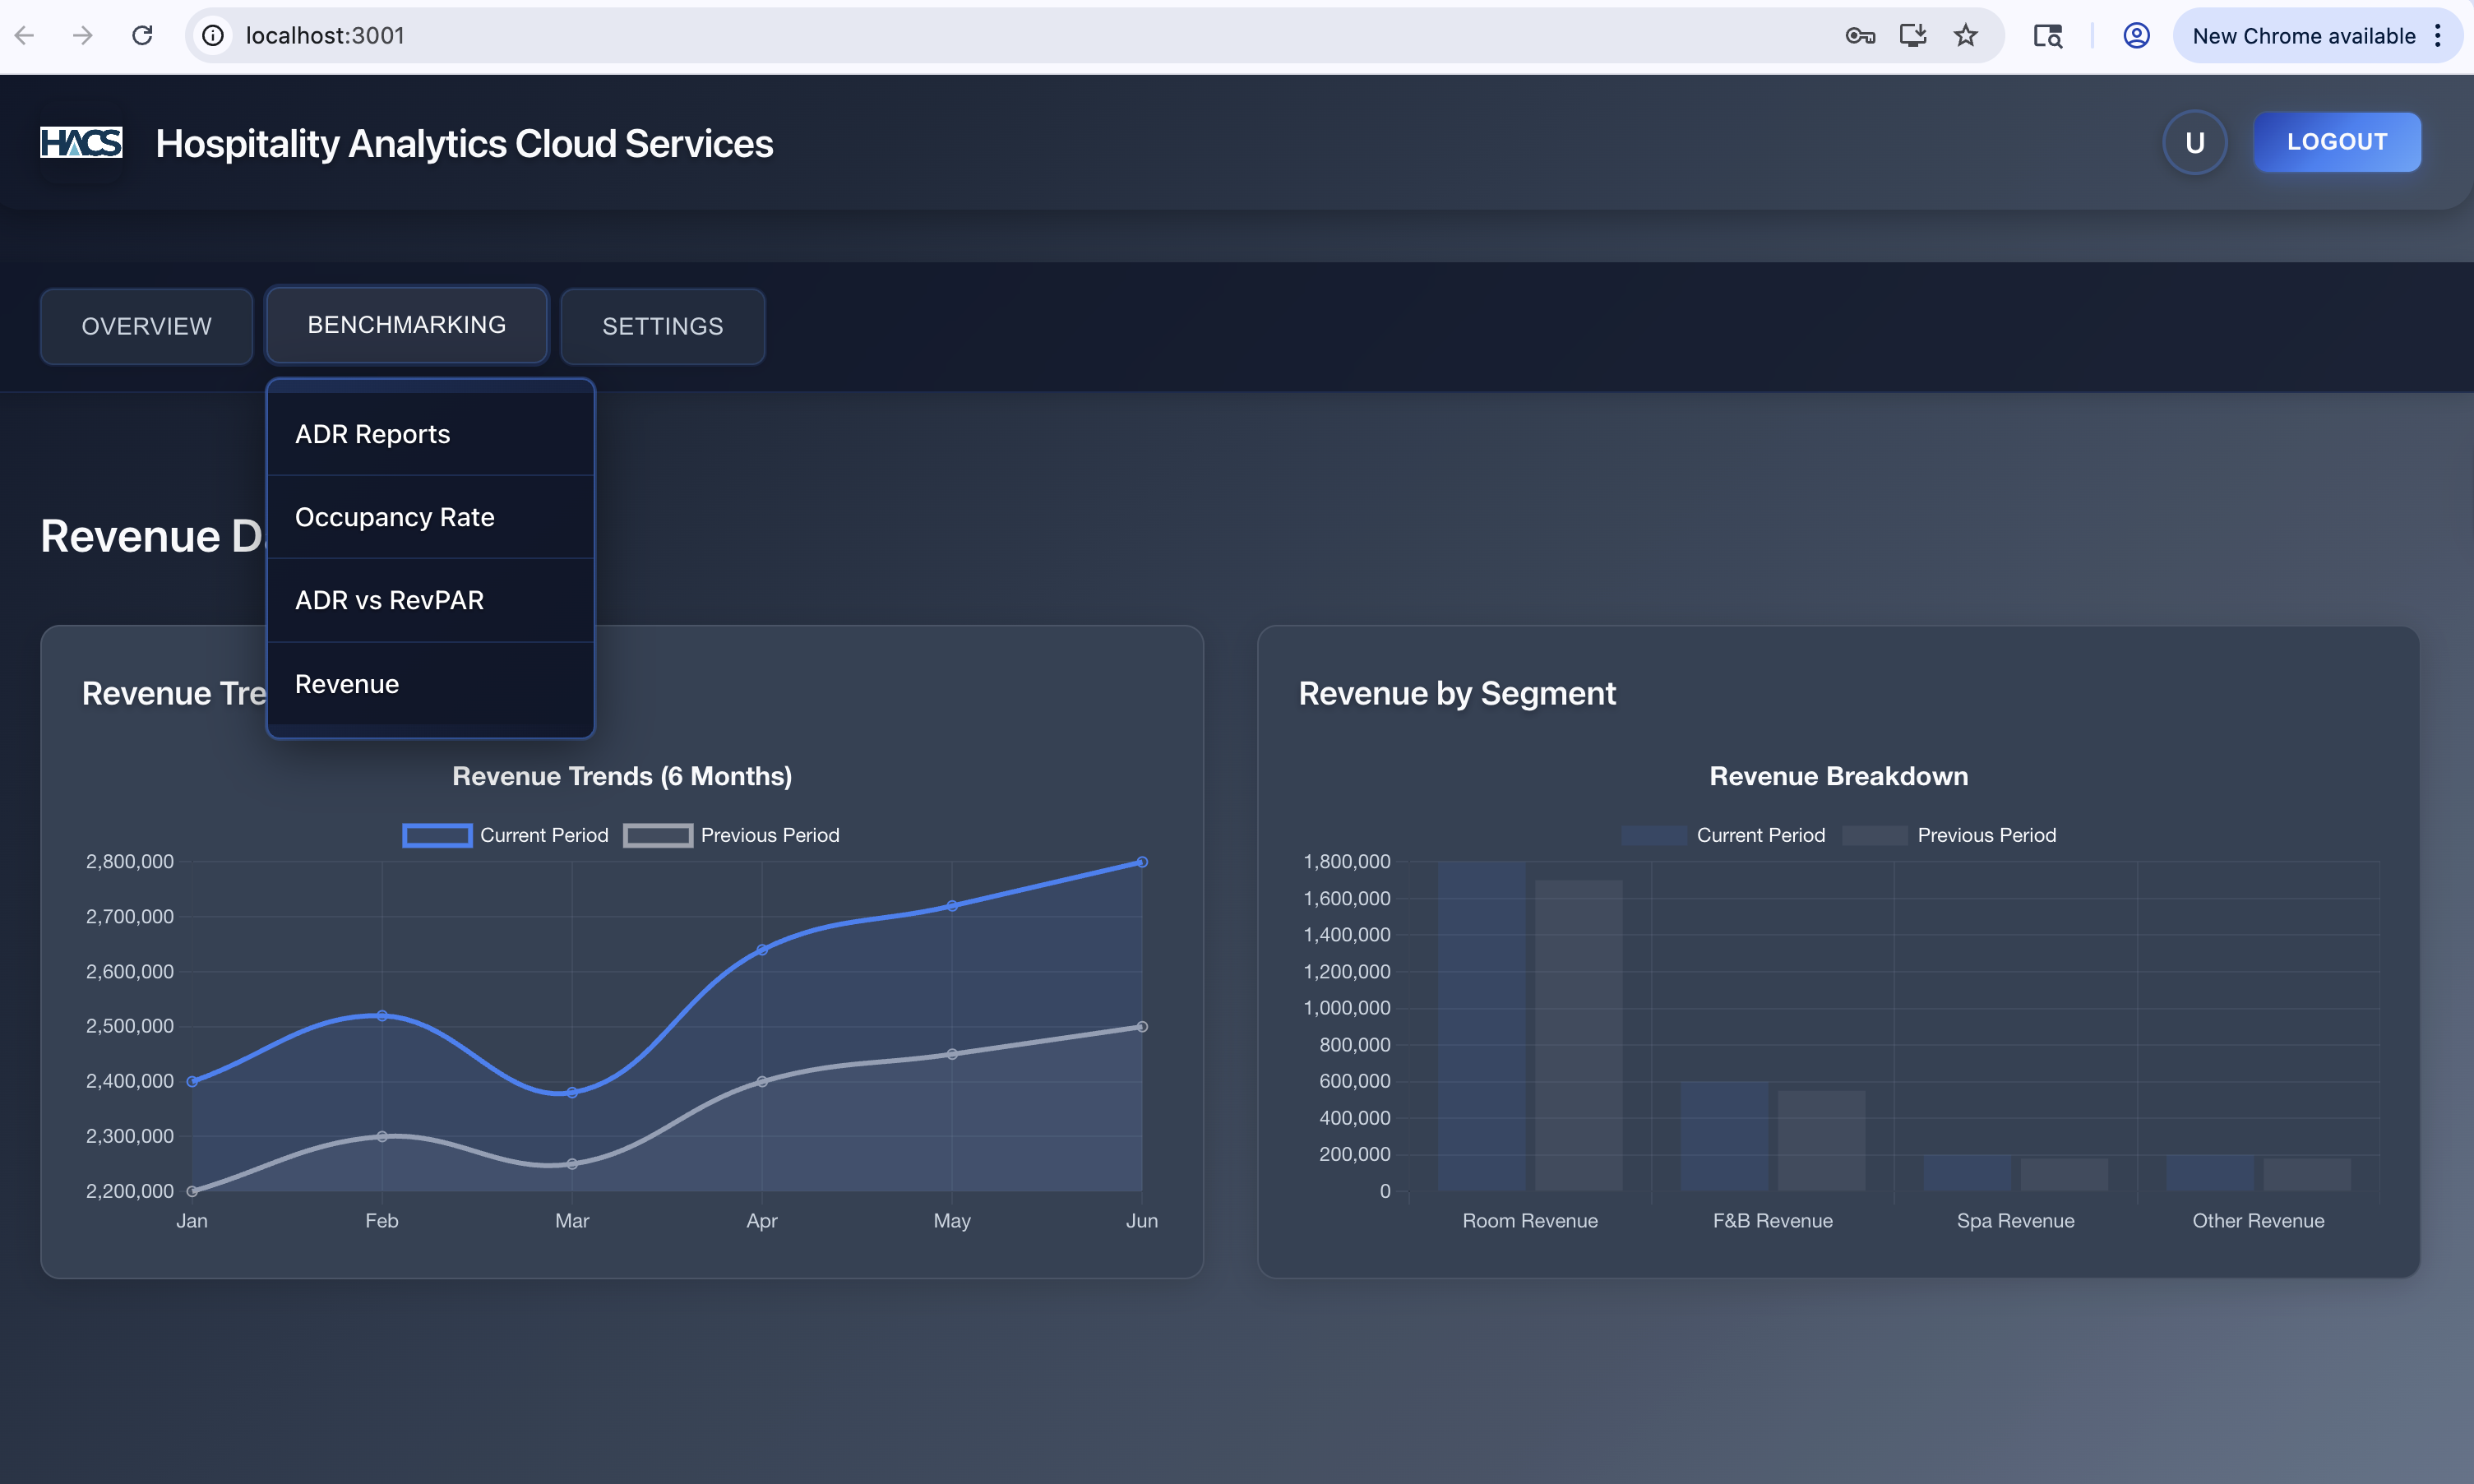 localhost:3001
New Chrome available
HACS
Hospitality Analytics Cloud Services
U
LOGOUT
OVERVIEW
BENCHMARKING
SETTINGS
ADR Reports
Occupancy Rate
ADR vs RevPAR
Revenue
Revenue D
Revenue Tre
Revenue Trends (6 Months)
Current Period
Previous Period
2,800,000
2,700,000
2,600,000
2,500,000
2,400,000
2,300,000
2,200,000
Jan
Feb
Mar
Apr
May
Jun
Revenue by Segment
Revenue Breakdown
Current Period
Previous Period
1,800,000
1,600,000
1,400,000
1,200,000
1,000,000
800,000
600,000
400,000
200,000
0
Room Revenue
F&B Revenue
Spa Revenue
Other Revenue